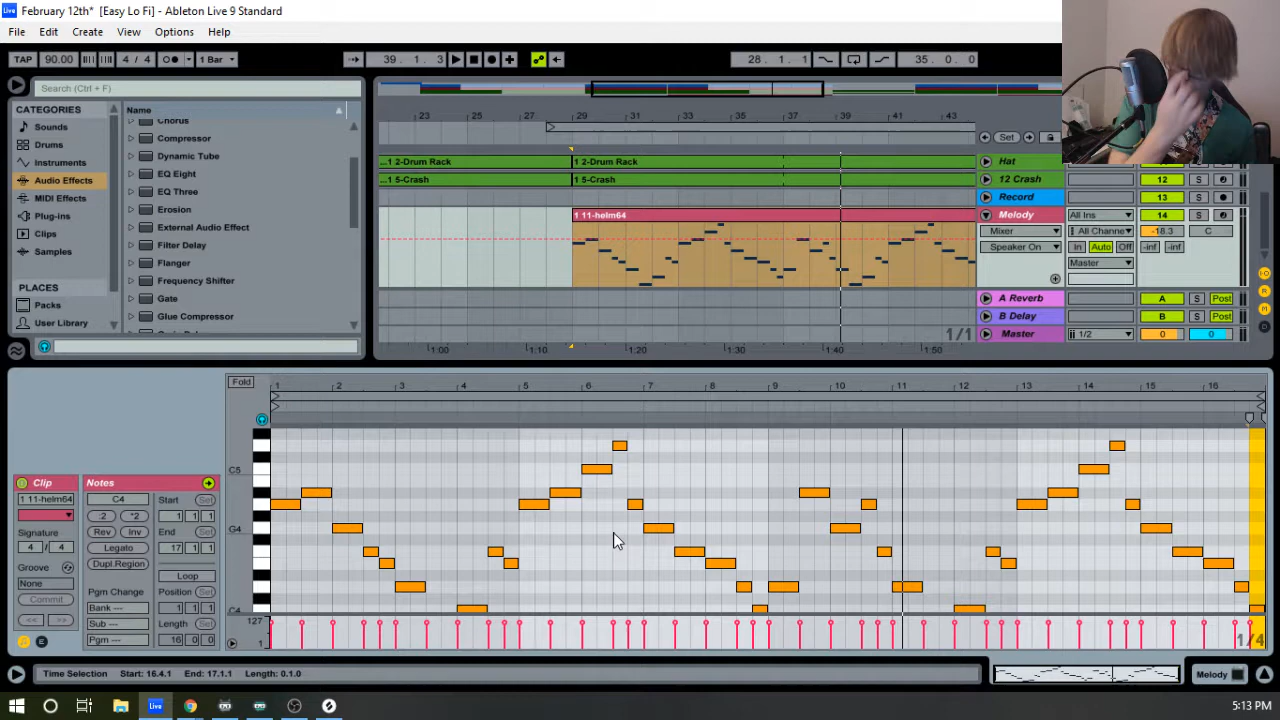 February 12th* [Easy Lo Fi] - Ableton Live 9 Standard
File Edit Create View Options Help
TAP 90.00 4 / 4 1 Bar 39. 1. 3 28. 1. 1 35. 0. 0
Search (Ctrl + F)
CATEGORIES
Sounds
Drums
Instruments
Audio Effects
MIDI Effects
Plug-ins
Clips
Samples
PLACES
Packs
User Library
Name
Chorus
Compressor
Dynamic Tube
EQ Eight
EQ Three
Erosion
External Audio Effect
Filter Delay
Flanger
Frequency Shifter
Gate
Glue Compressor
23 25 27 29 31 33 35 37 39 41 43 Set
...1 2-Drum Rack 1 2-Drum Rack Hat
...1 5-Crash 1 5-Crash 12 Crash 12 S
Record 13 S
1 11-helm64 Melody All Ins 14 S
Mixer All Channe -18.3 C
Speaker On In Auto Off -inf -inf
Master
A Reverb A S Post
B Delay B S Post
1/1 Master 1/2 0 0
1:00 1:10 1:20 1:30 1:40 1:50
Fold 1 2 3 4 5 6 7 8 9 10 11 12 13 14 15 16
C5
G4
C4
127
1
1/4
Clip
1 11-helm64
Signature
4 / 4
Groove
None
Commit
<< >>
Notes
C4
:2 *2
Rev Inv
Legato
Dupl.Region
Pgm Change
Bank ---
Sub ---
Pgm ---
Start Set
1 1 1
End Set
17 1 1
Loop
Position Set
1 1 1
Length Set
16 0 0
Time Selection Start: 16.4.1 End: 17.1.1 Length: 0.1.0 Melody
Live 5:13 PM